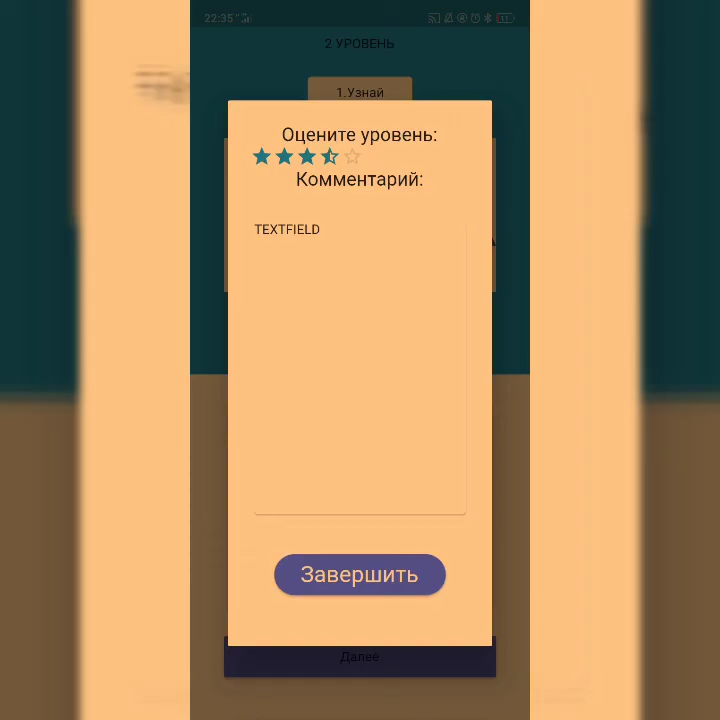 22:35
2 УРОВЕНЬ
1.Узнай
Оцените уровень:
Комментарий:
TEXTFIELD
Завершить
Далее